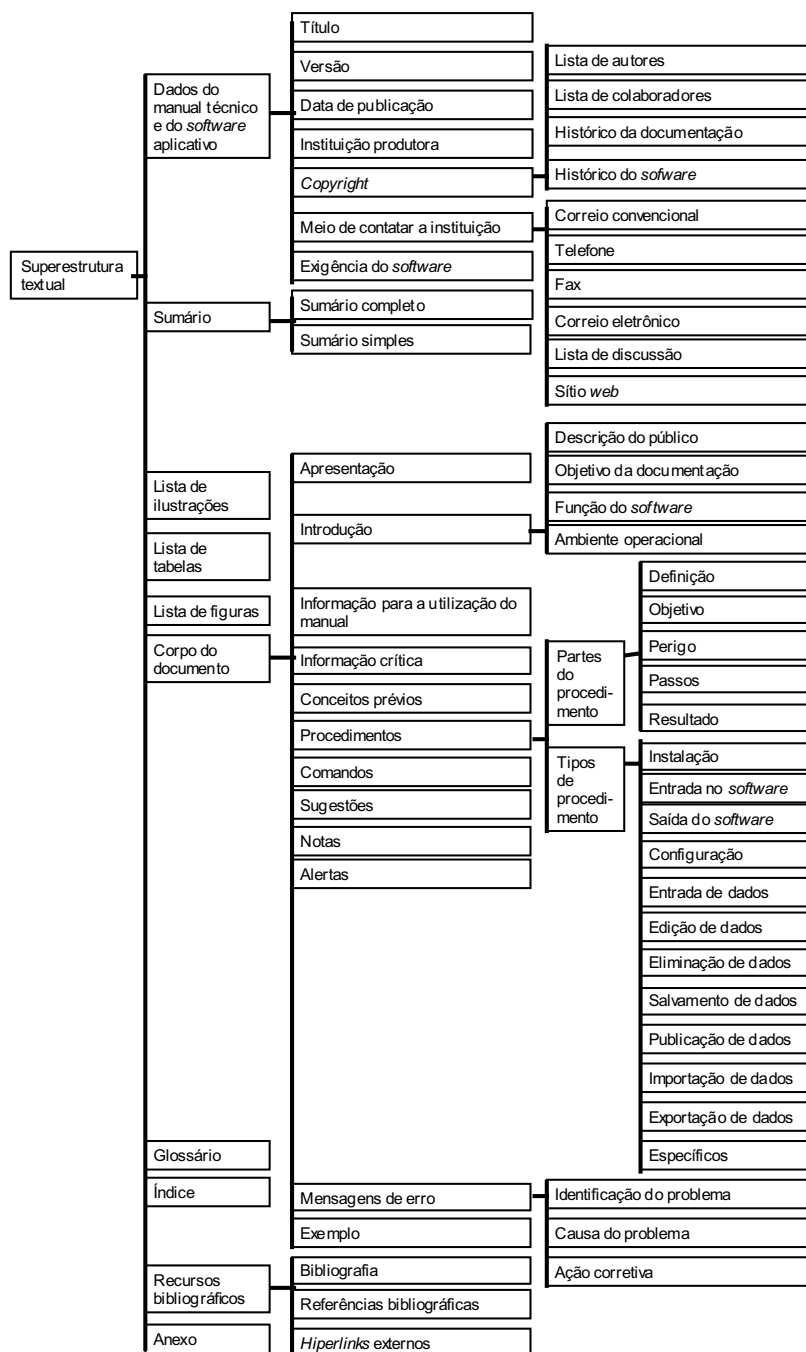 Superestrutura
textual
Dados do
manual técnico
e do software
aplicativo
Título
Versão
Data de publicação
Instituição produtora
Copyright
Lista de autores
Lista de colaboradores
Histórico da documentação
Histórico do sofware
Meio de contatar a instituição
Correio convencional
Telefone
Fax
Correio eletrônico
Lista de discussão
Sítio web
Exigência do software
Sumário
Sumário completo
Sumário simples
Lista de
ilustrações
Lista de
tabelas
Lista de figuras
Corpo do
documento
Apresentação
Introdução
Descrição do público
Objetivo da documentação
Função do software
Ambiente operacional
Informação para a utilização do
manual
Informação crítica
Conceitos prévios
Procedimentos
Partes
do
procedi-
mento
Definição
Objetivo
Perigo
Passos
Resultado
Tipos
de
procedi-
mento
Instalação
Entrada no software
Saída do software
Configuração
Entrada de dados
Edição de dados
Eliminação de dados
Salvamento de dados
Publicação de dados
Importação de dados
Exportação de dados
Específicos
Comandos
Sugestões
Notas
Alertas
Mensagens de erro
Identificação do problema
Causa do problema
Ação corretiva
Exemplo
Glossário
Índice
Recursos
bibliográficos
Bibliografia
Referências bibliográficas
Hiperlinks externos
Anexo